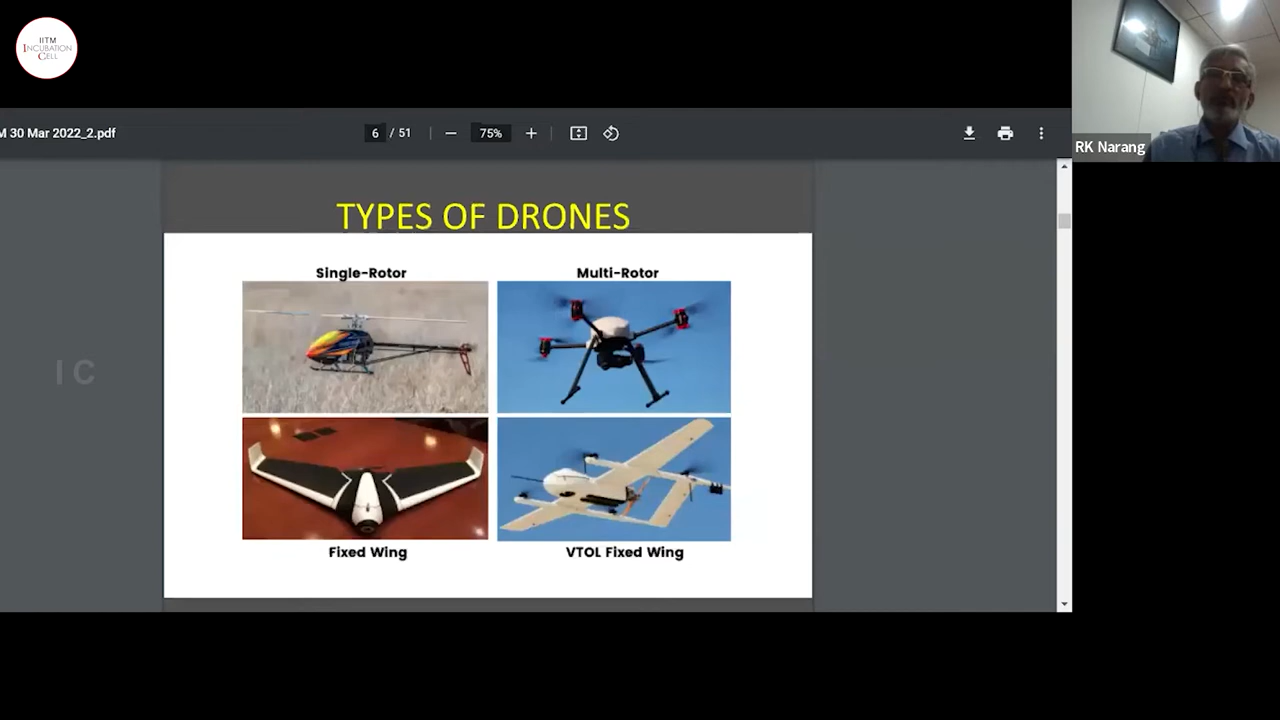 IITM
INCUBATION
CELL
M 30 Mar 2022_2.pdf
6 / 51
75%
RK Narang
TYPES OF DRONES
Single-Rotor
Multi-Rotor
I C
Fixed Wing
VTOL Fixed Wing